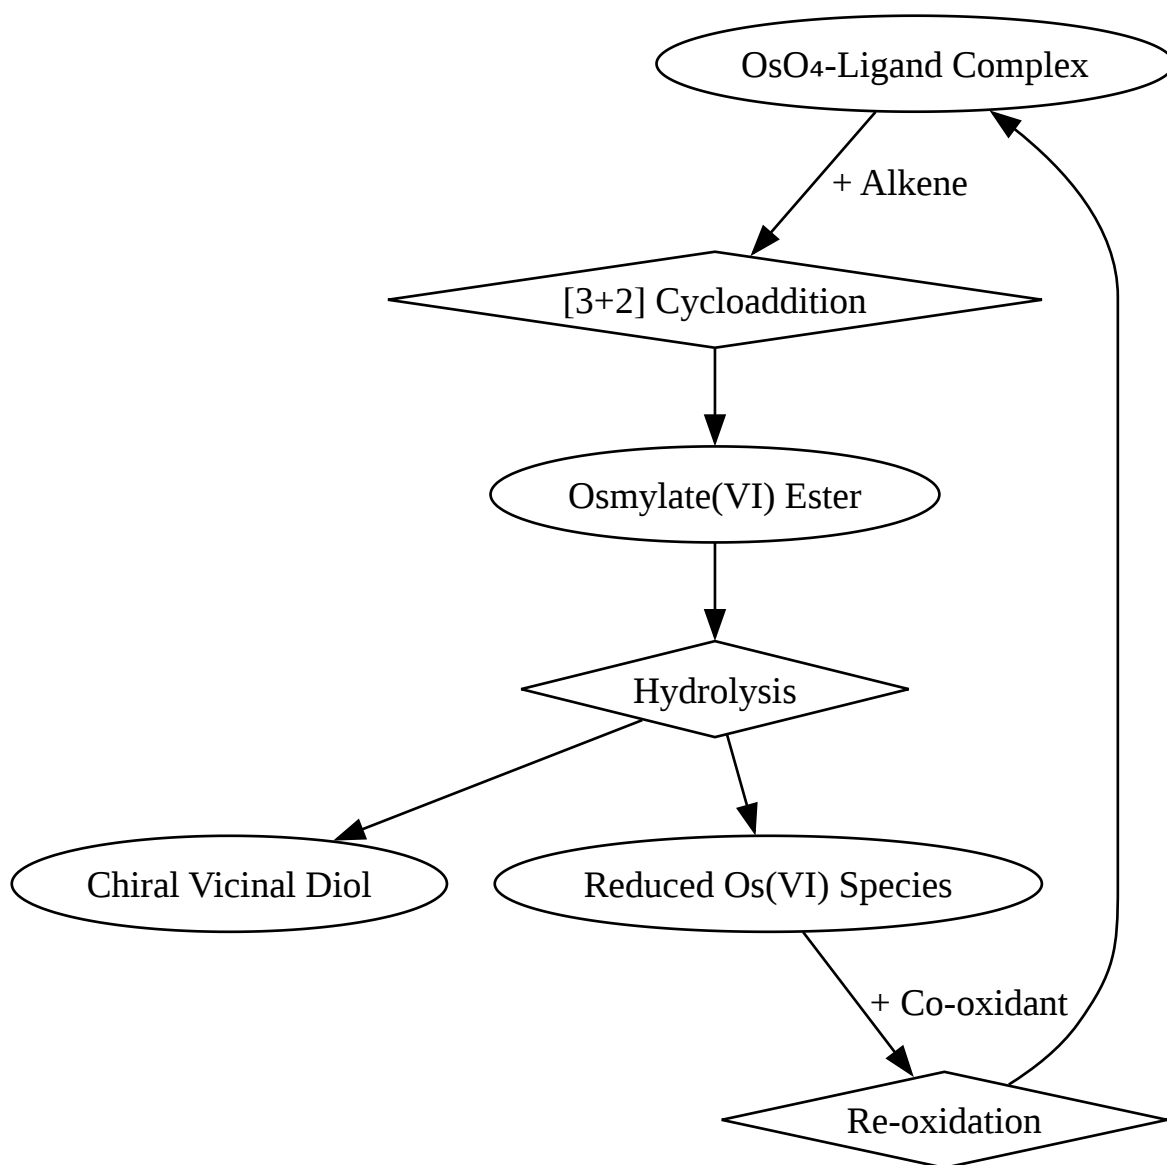 OsO₄-Ligand Complex
+ Alkene
[3+2] Cycloaddition
Osmylate(VI) Ester
Hydrolysis
Chiral Vicinal Diol
Reduced Os(VI) Species
+ Co-oxidant
Re-oxidation